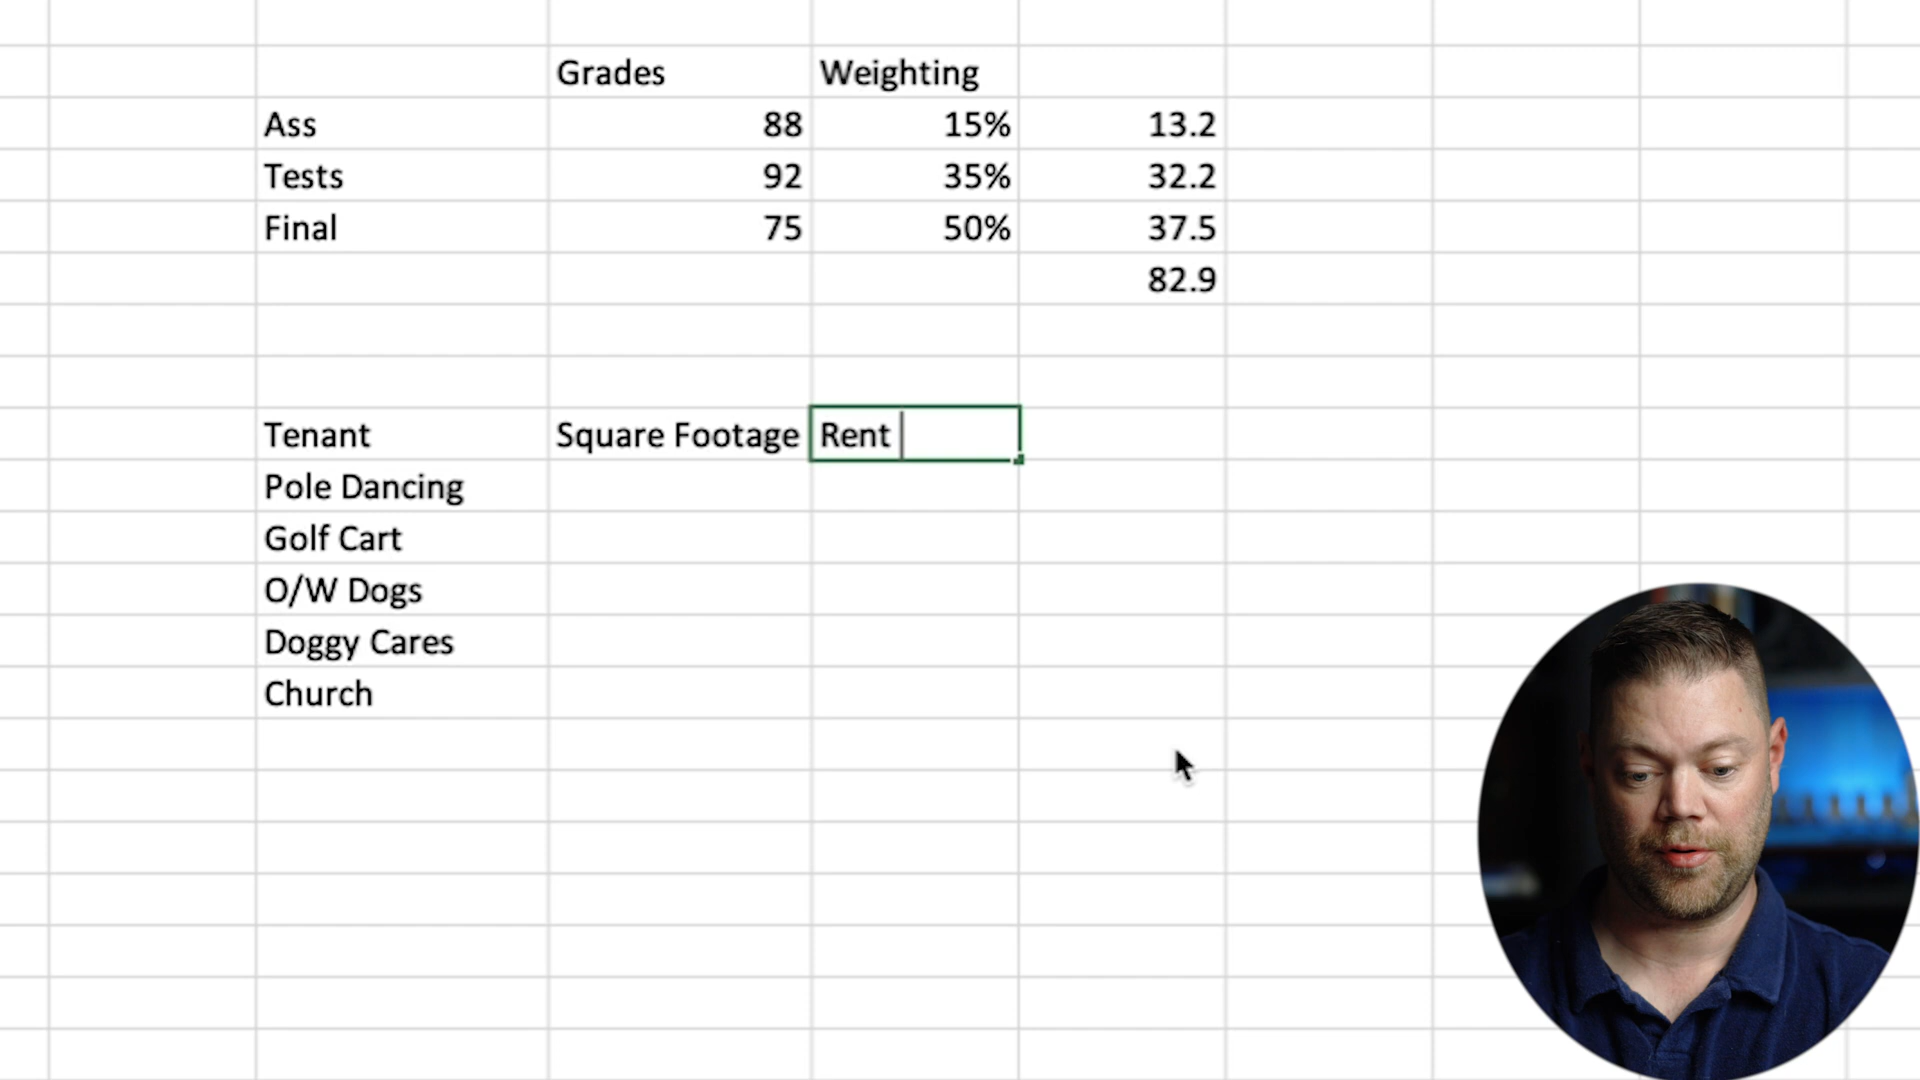 Grades Weighting
Ass 88 15% 13.2
Tests 92 35% 32.2
Final 75 50% 37.5
82.9
Tenant Square Footage Rent
Pole Dancing
Golf Cart
O/W Dogs
Doggy Cares
Church